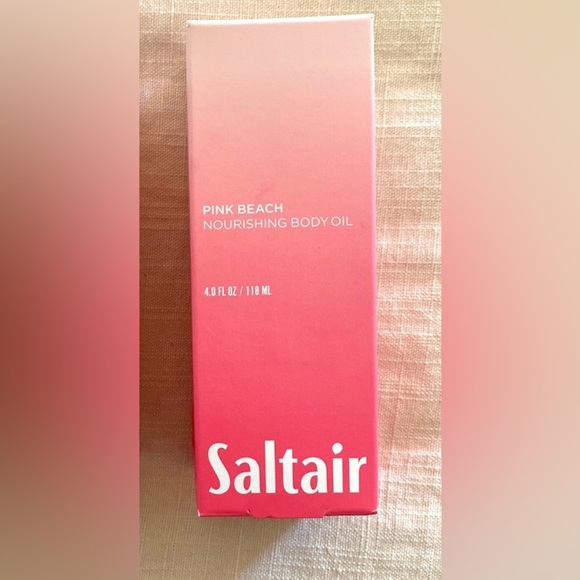 PINK BEACH
NOURISHING BODY OIL
4.0 FL OZ / 118 ML
Saltair